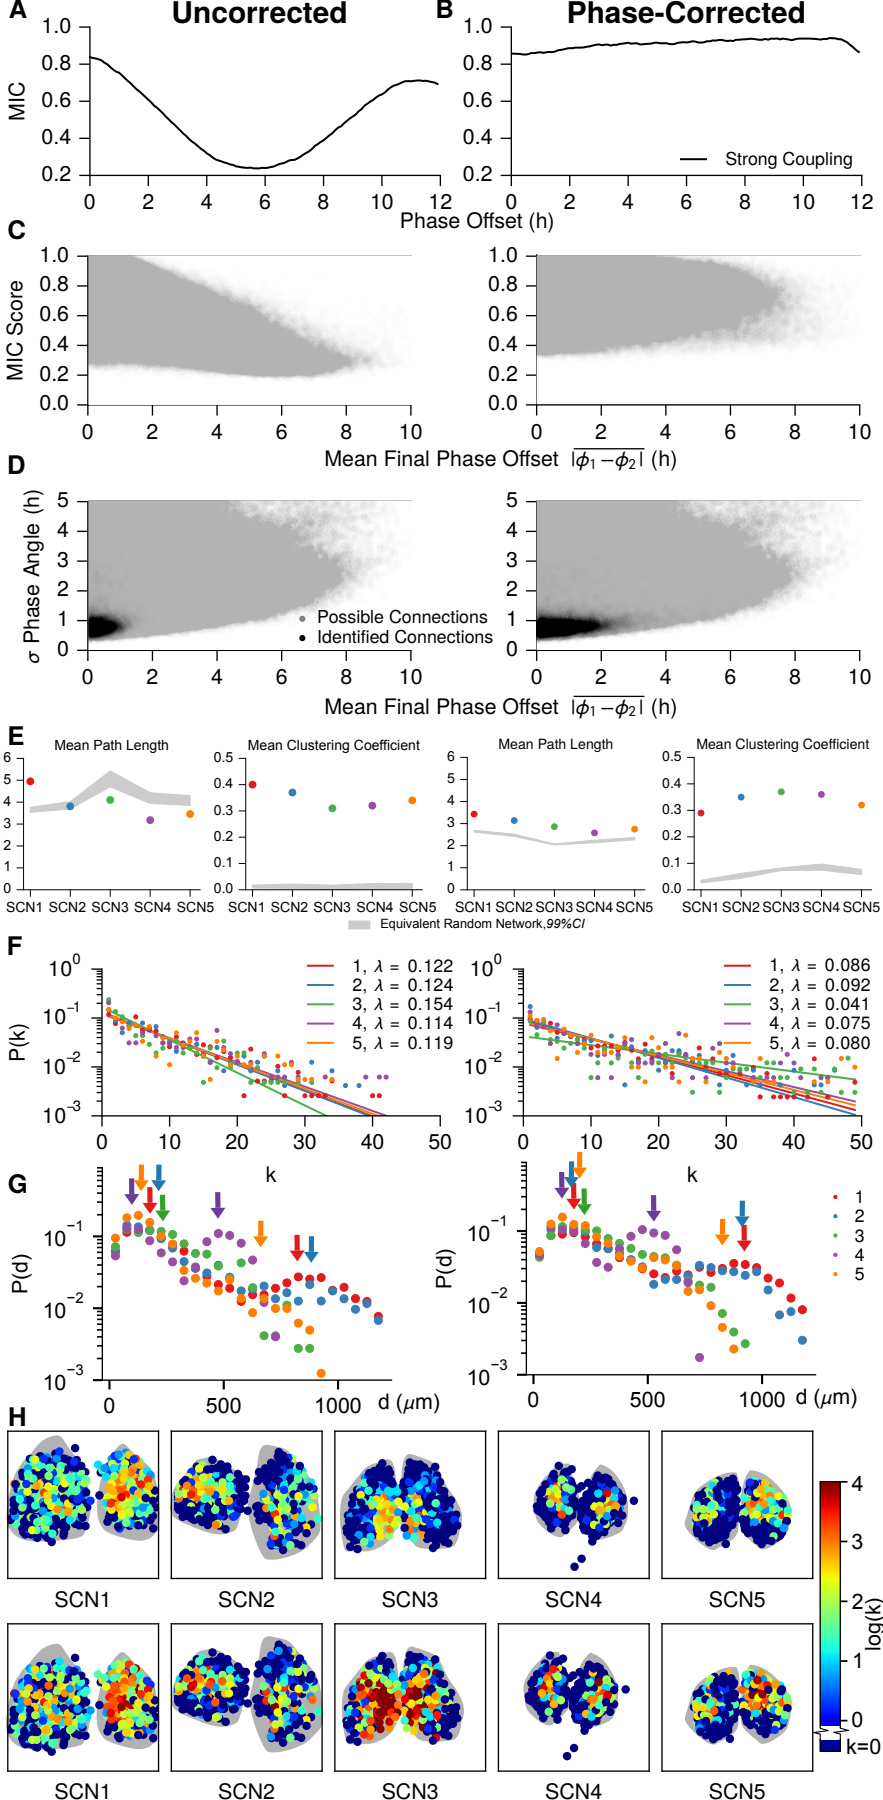 A Uncorrected B Phase-Corrected
1.0 0.8 0.6 0.4 0.2
MIC
1.0 0.8 0.6 0.4 0.2
Strong Coupling
0 2 4 6 8 10 12
0 2 4 6 8 10 12
Phase Offset (h)
C
1.0 0.8 0.6 0.4 0.2 0.0
MIC Score
1.0 0.8 0.6 0.4 0.2 0.0
0 2 4 6 8 10
0 2 4 6 8 10
Mean Final Phase Offset |ϕ₁−ϕ₂| (h)
D
5 4 3 2 1 0
σ Phase Angle (h)
Possible Connections
Identified Connections
5 4 3 2 1 0
0 2 4 6 8 10
0 2 4 6 8 10
Mean Final Phase Offset |ϕ₁−ϕ₂| (h)
E
Mean Path Length
6 5 4 3 2 1 0
SCN1 SCN2 SCN3 SCN4 SCN5
Mean Clustering Coefficient
0.5 0.4 0.3 0.2 0.1 0.0
SCN1 SCN2 SCN3 SCN4 SCN5
Mean Path Length
6 5 4 3 2 1 0
SCN1 SCN2 SCN3 SCN4 SCN5
Mean Clustering Coefficient
0.5 0.4 0.3 0.2 0.1 0.0
SCN1 SCN2 SCN3 SCN4 SCN5
Equivalent Random Network,99%CI
F
10⁰ 10⁻¹ 10⁻² 10⁻³
P(k)
1, λ = 0.122
2, λ = 0.124
3, λ = 0.154
4, λ = 0.114
5, λ = 0.119
0 10 20 30 40 50
10⁰ 10⁻¹ 10⁻² 10⁻³
1, λ = 0.086
2, λ = 0.092
3, λ = 0.041
4, λ = 0.075
5, λ = 0.080
0 10 20 30 40 50
k k
G
10⁻¹ 10⁻² 10⁻³
P(d)
0 500 1000 d (μm)
10⁻¹ 10⁻² 10⁻³
P(d)
1
2
3
4
5
0 500 1000 d (μm)
H
SCN1 SCN2 SCN3 SCN4 SCN5
SCN1 SCN2 SCN3 SCN4 SCN5
4
3
2
1
0
k=0
log(k)